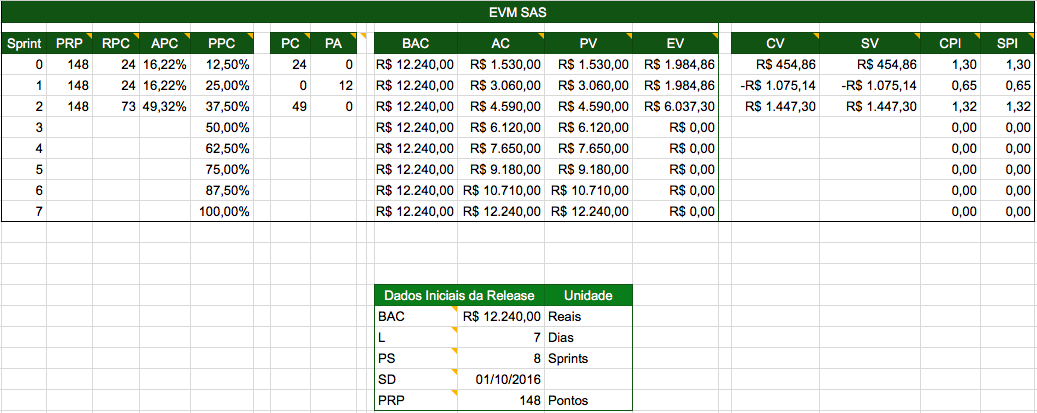 EVM SAS
Sprint PRP RPC APC PPC PC PA BAC AC PV EV CV SV CPI SPI
0 148 24 16,22% 12,50% 24 0 R$ 12.240,00 R$ 1.530,00 R$ 1.530,00 R$ 1.984,86 R$ 454,86 R$ 454,86 1,30 1,30
1 148 24 16,22% 25,00% 0 12 R$ 12.240,00 R$ 3.060,00 R$ 3.060,00 R$ 1.984,86 -R$ 1.075,14 -R$ 1.075,14 0,65 0,65
2 148 73 49,32% 37,50% 49 0 R$ 12.240,00 R$ 4.590,00 R$ 4.590,00 R$ 6.037,30 R$ 1.447,30 R$ 1.447,30 1,32 1,32
3 50,00% R$ 12.240,00 R$ 6.120,00 R$ 6.120,00 R$ 0,00 0,00 0,00
4 62,50% R$ 12.240,00 R$ 7.650,00 R$ 7.650,00 R$ 0,00 0,00 0,00
5 75,00% R$ 12.240,00 R$ 9.180,00 R$ 9.180,00 R$ 0,00 0,00 0,00
6 87,50% R$ 12.240,00 R$ 10.710,00 R$ 10.710,00 R$ 0,00 0,00 0,00
7 100,00% R$ 12.240,00 R$ 12.240,00 R$ 12.240,00 R$ 0,00 0,00 0,00
Dados Iniciais da Release Unidade
BAC R$ 12.240,00 Reais
L 7 Dias
PS 8 Sprints
SD 01/10/2016
PRP 148 Pontos